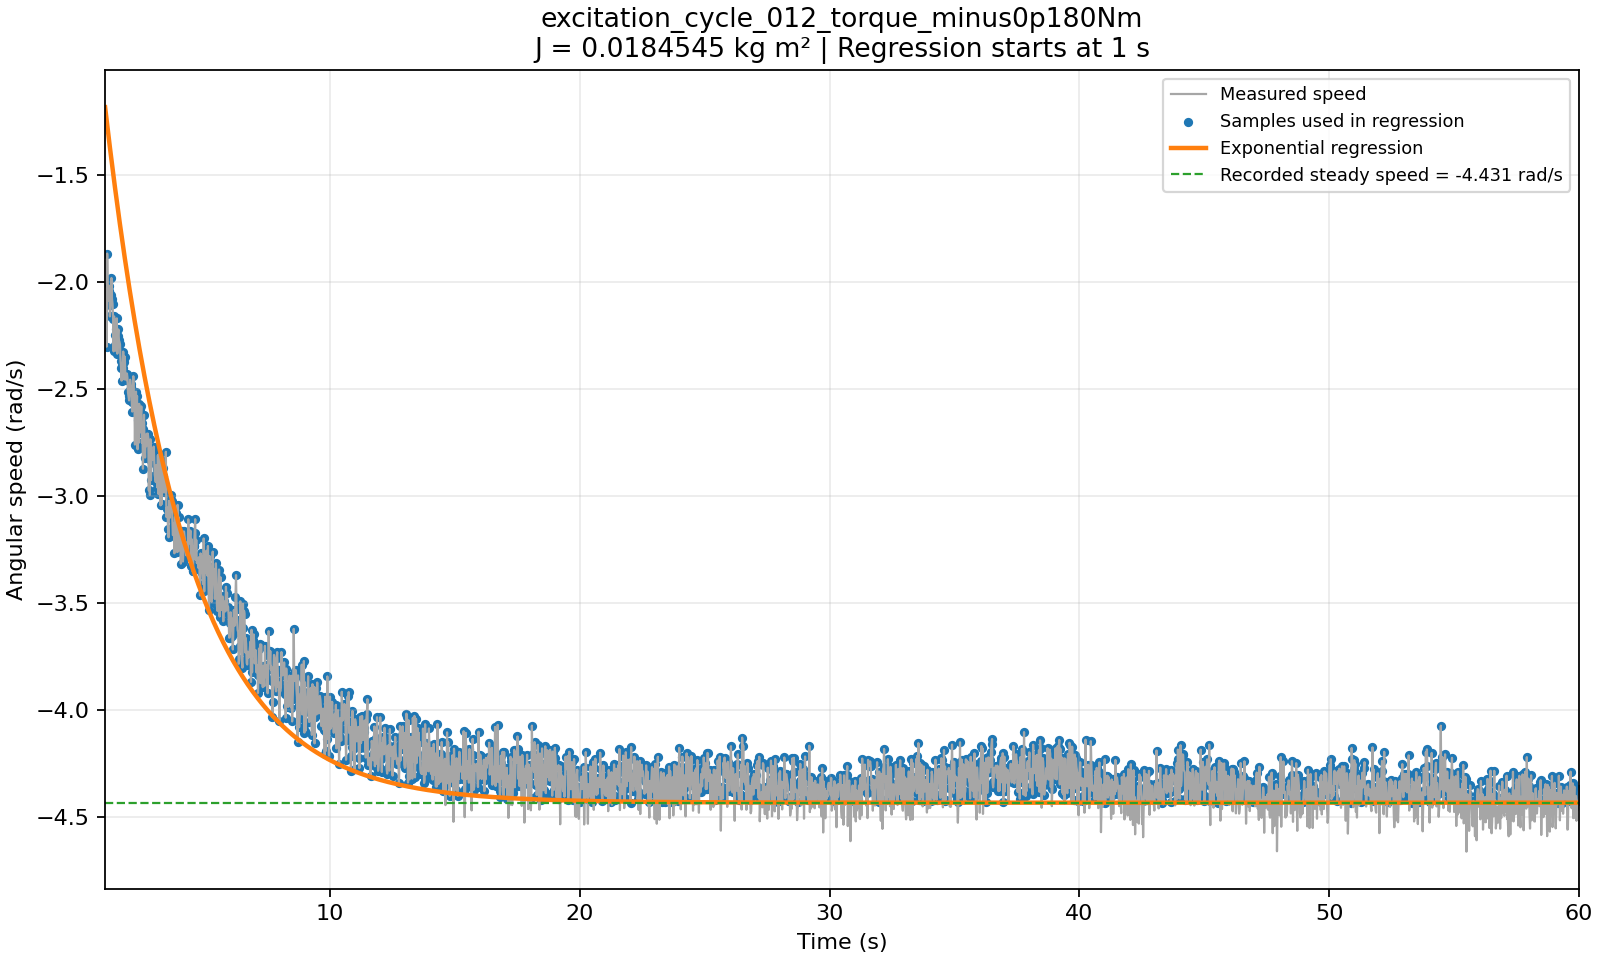 excitation_cycle_012_torque_minus0p180Nm
J = 0.0184545 kg m² | Regression starts at 1 s
Measured speed
Samples used in regression
Exponential regression
Recorded steady speed = -4.431 rad/s
Angular speed (rad/s)
−1.5
−2.0
−2.5
−3.0
−3.5
−4.0
−4.5
10
20
30
40
50
60
Time (s)